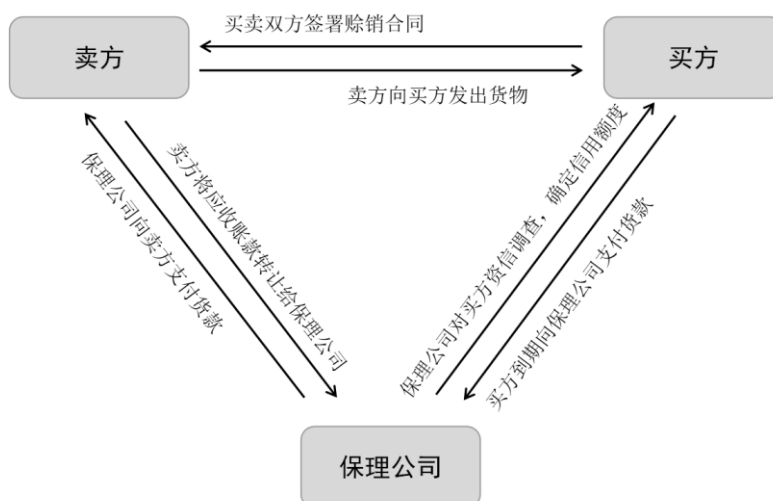 买卖双方签署赊销合同
卖方
买方
卖方向买方发出货物
保理公司向卖方支付货款
卖方将应收账款转让给保理公司
保理公司对买方资信调查，确定信用额度
买方到期向保理公司支付货款
保理公司